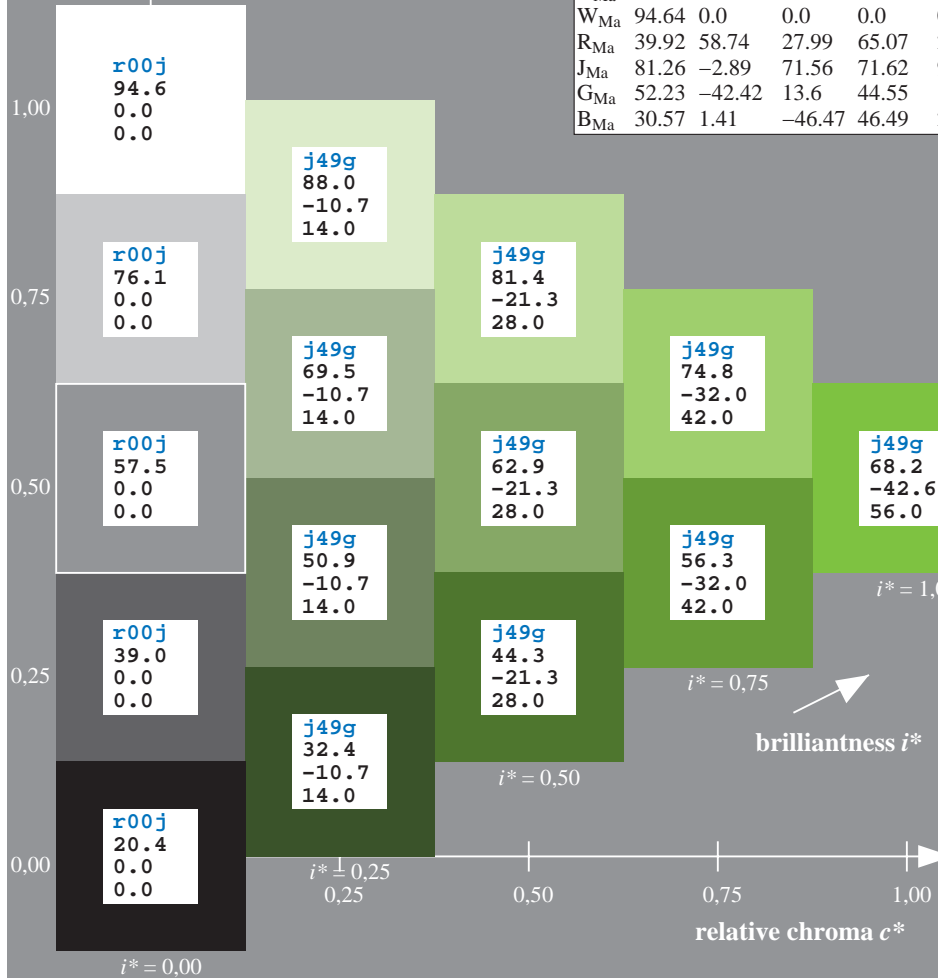 W_Ma 94.64 0.0 0.0 0.0
R_Ma 39.92 58.74 27.99 65.07
J_Ma 81.26 −2.89 71.56 71.62
G_Ma 52.23 −42.42 13.6 44.55
B_Ma 30.57 1.41 −46.47 46.49
r00j
94.6
0.0
0.0
1,00
j49g
88.0
-10.7
14.0
r00j
76.1
0.0
0.0
j49g
81.4
-21.3
28.0
0,75
j49g
69.5
-10.7
14.0
j49g
74.8
-32.0
42.0
r00j
57.5
0.0
0.0
j49g
62.9
-21.3
28.0
j49g
68.2
-42.6
56.0
0,50
j49g
50.9
-10.7
14.0
j49g
56.3
-32.0
42.0
i* = 1,0
r00j
39.0
0.0
0.0
j49g
44.3
-21.3
28.0
0,25
i* = 0,75
j49g
32.4
-10.7
14.0
brilliantness i*
i* = 0,50
r00j
20.4
0.0
0.0
0,00
i* = 0,25
0,25 0,50 0,75 1,00
relative chroma c*
i* = 0,00